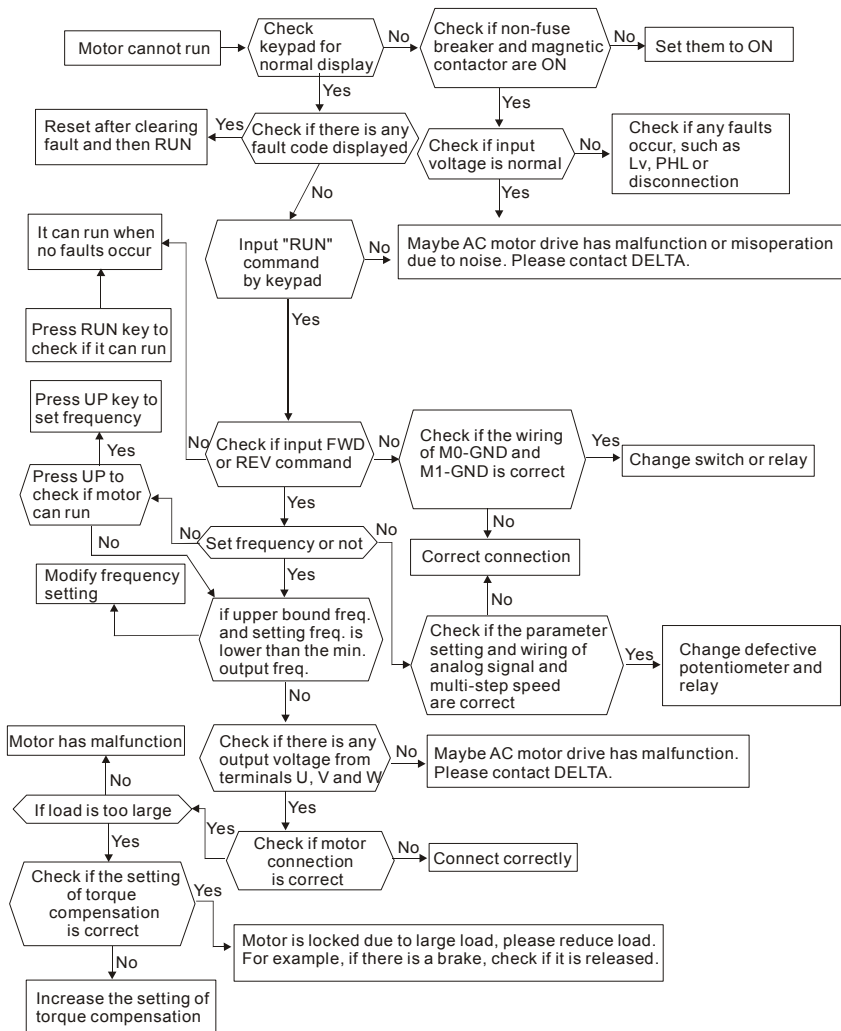 Motor cannot run
Check
keypad for
normal display
No
Check if non-fuse
breaker and magnetic
contactor are ON
No
Set them to ON
Yes
Yes
Reset after clearing
fault and then RUN
Yes
Check if there is any
fault code displayed
Check if input
voltage is normal
No
Check if any faults
occur, such as
Lv, PHL or
disconnection
No
Yes
It can run when
no faults occur
Input "RUN"
command
by keypad
No
Maybe AC motor drive has malfunction or misoperation
due to noise. Please contact DELTA.
Yes
Press RUN key to
check if it can run
Press UP key to
set frequency
Yes
No
Check if input FWD
or REV command
No
Check if the wiring
of M0-GND and
M1-GND is correct
Yes
Change switch or relay
Press UP to
check if motor
can run
Yes
No
No
No
Set frequency or not
No
Correct connection
Modify frequency
setting
Yes
No
if upper bound freq.
and setting freq. is
lower than the min.
output freq.
Check if the parameter
setting and wiring of
analog signal and
multi-step speed
are correct
Yes
Change defective
potentiometer and
relay
No
Motor has malfunction
Check if there is any
output voltage from
terminals U, V and W
No
Maybe AC motor drive has malfunction.
Please contact DELTA.
No
Yes
If load is too large
Yes
Check if motor
connection
is correct
No
Connect correctly
Yes
Check if the setting
of torque
compensation
is correct
Yes
Motor is locked due to large load, please reduce load.
For example, if there is a brake, check if it is released.
No
Increase the setting of
torque compensation